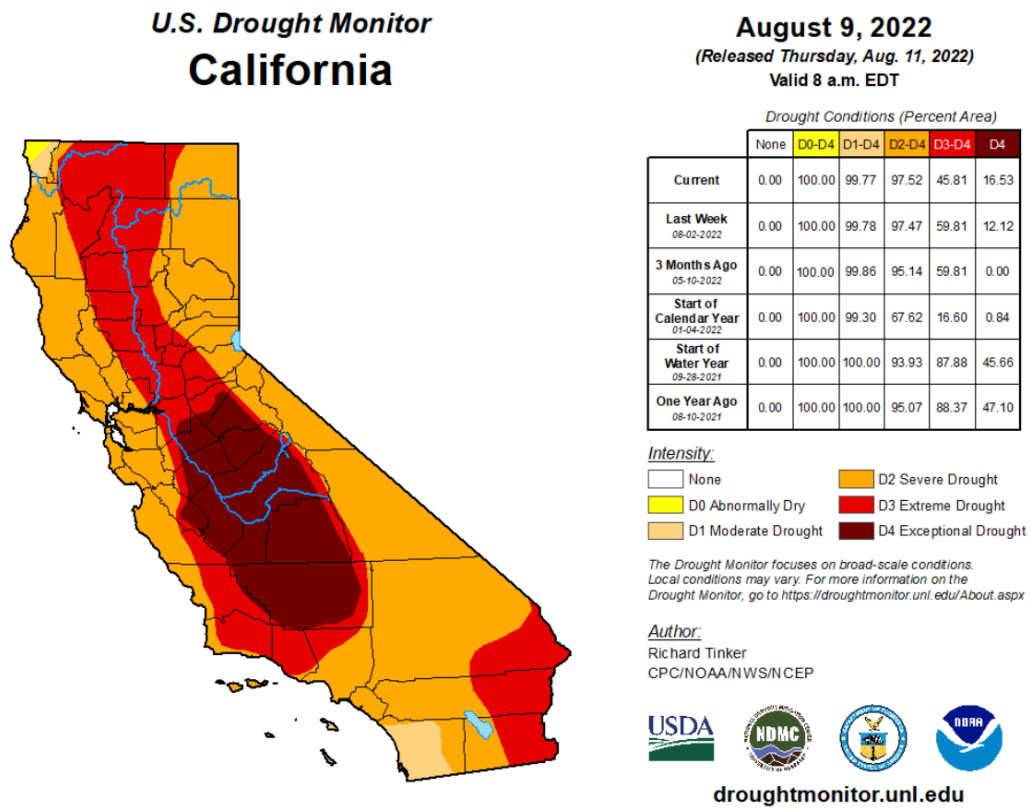 U.S. Drought Monitor
California
August 9, 2022
(Released Thursday, Aug. 11, 2022)
Valid 8 a.m. EDT
Drought Conditions (Percent Area)
None D0-D4 D1-D4 D2-D4 D3-D4 D4
Current 0.00 100.00 99.77 97.52 45.81 16.53
Last Week
08-02-2022 0.00 100.00 99.78 97.47 59.81 12.12
3 Months Ago
05-10-2022 0.00 100.00 99.86 95.14 59.81 0.00
Start of
Calendar Year
01-04-2022 0.00 100.00 99.30 67.62 16.60 0.84
Start of
Water Year
09-28-2021 0.00 100.00 100.00 93.93 87.88 45.66
One Year Ago
08-10-2021 0.00 100.00 100.00 95.07 88.37 47.10
Intensity:
None
D0 Abnormally Dry
D1 Moderate Drought
D2 Severe Drought
D3 Extreme Drought
D4 Exceptional Drought
The Drought Monitor focuses on broad-scale conditions.
Local conditions may vary. For more information on the
Drought Monitor, go to https://droughtmonitor.unl.edu/About.aspx
Author:
Richard Tinker
CPC/NOAA/NWS/NCEP
USDA
NDMC
NOAA
droughtmonitor.unl.edu